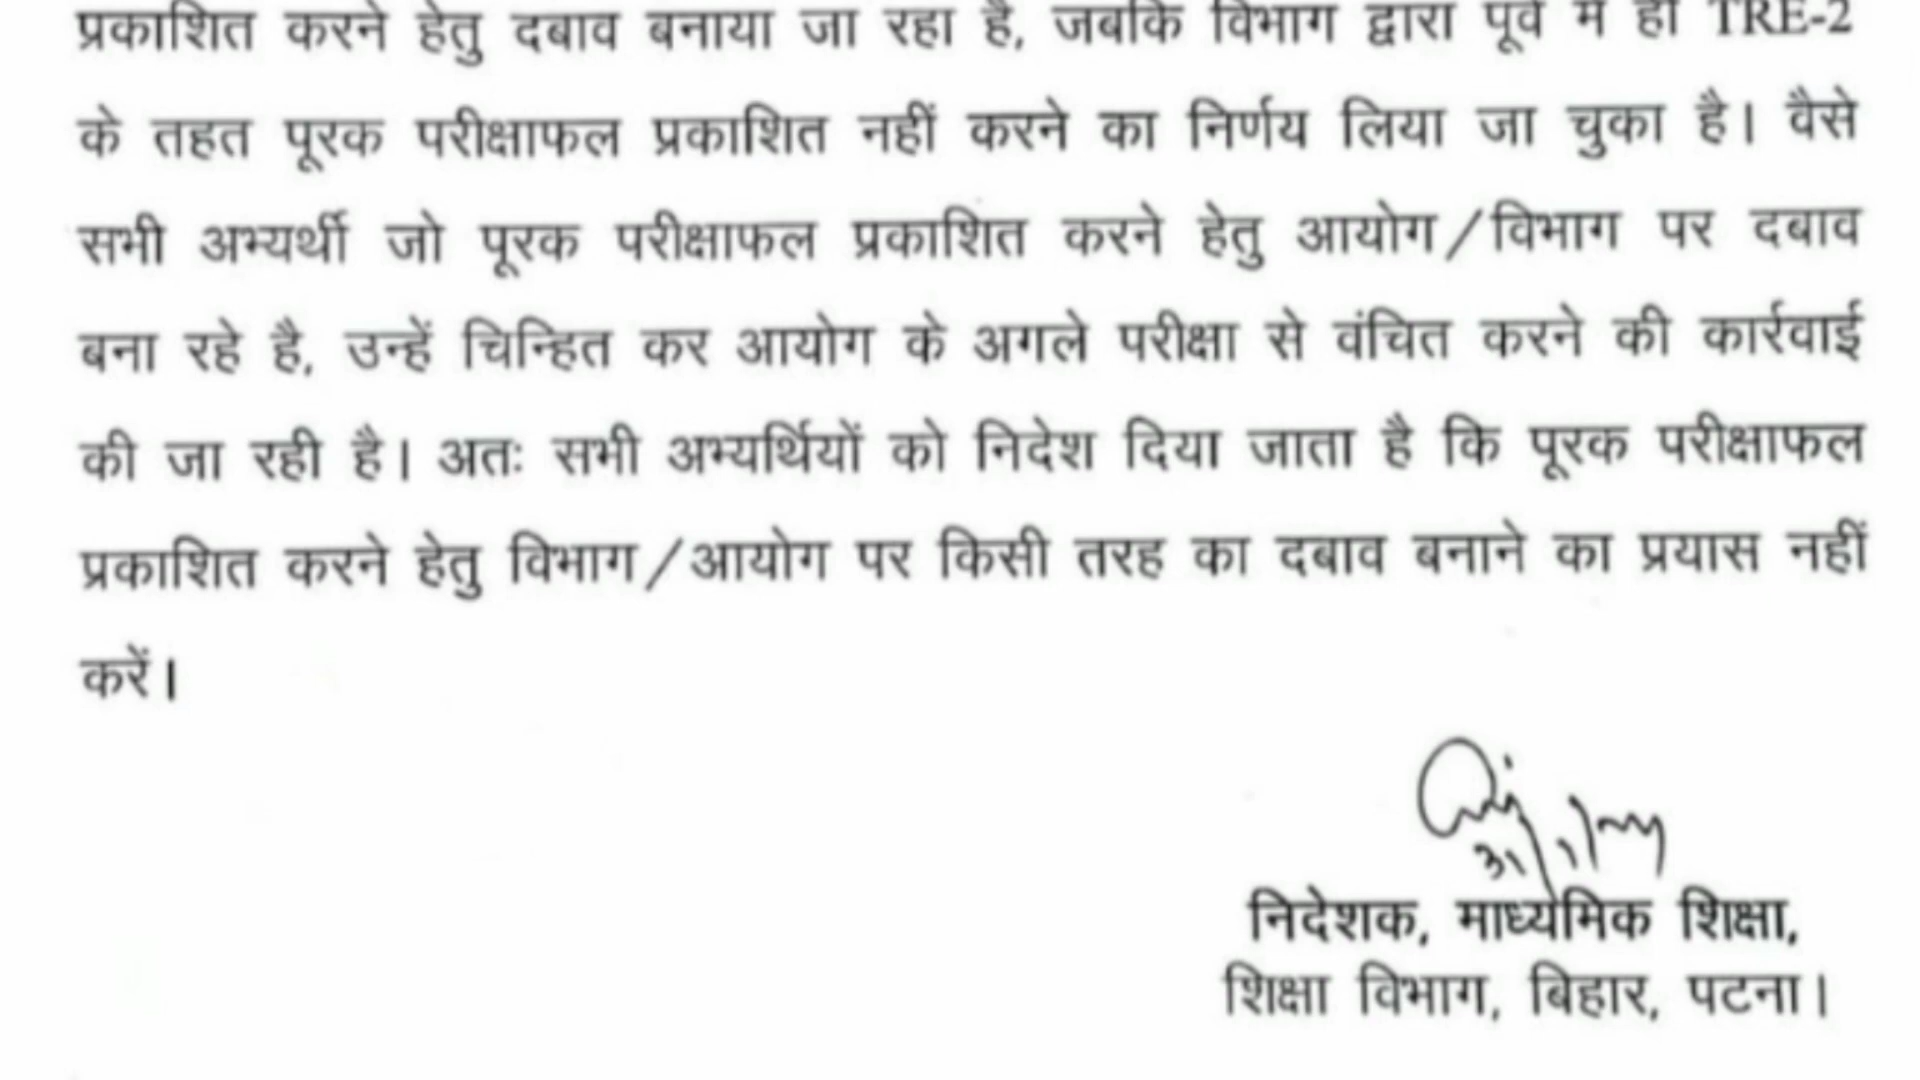 प्रकाशित करने हेतु दबाव बनाया जा रहा है, जबकि विभाग द्वारा पूर्व में ही TRE-2
के तहत पूरक परीक्षाफल प्रकाशित नहीं करने का निर्णय लिया जा चुका है। वैसे
सभी अभ्यर्थी जो पूरक परीक्षाफल प्रकाशित करने हेतु आयोग/विभाग पर दबाव
बना रहे है, उन्हें चिन्हित कर आयोग के अगले परीक्षा से वंचित करने की कार्रवाई
की जा रही है। अतः सभी अभ्यर्थियों को निदेश दिया जाता है कि पूरक परीक्षाफल
प्रकाशित करने हेतु विभाग/आयोग पर किसी तरह का दबाव बनाने का प्रयास नहीं
करें।
निदेशक, माध्यमिक शिक्षा,
शिक्षा विभाग, बिहार, पटना।